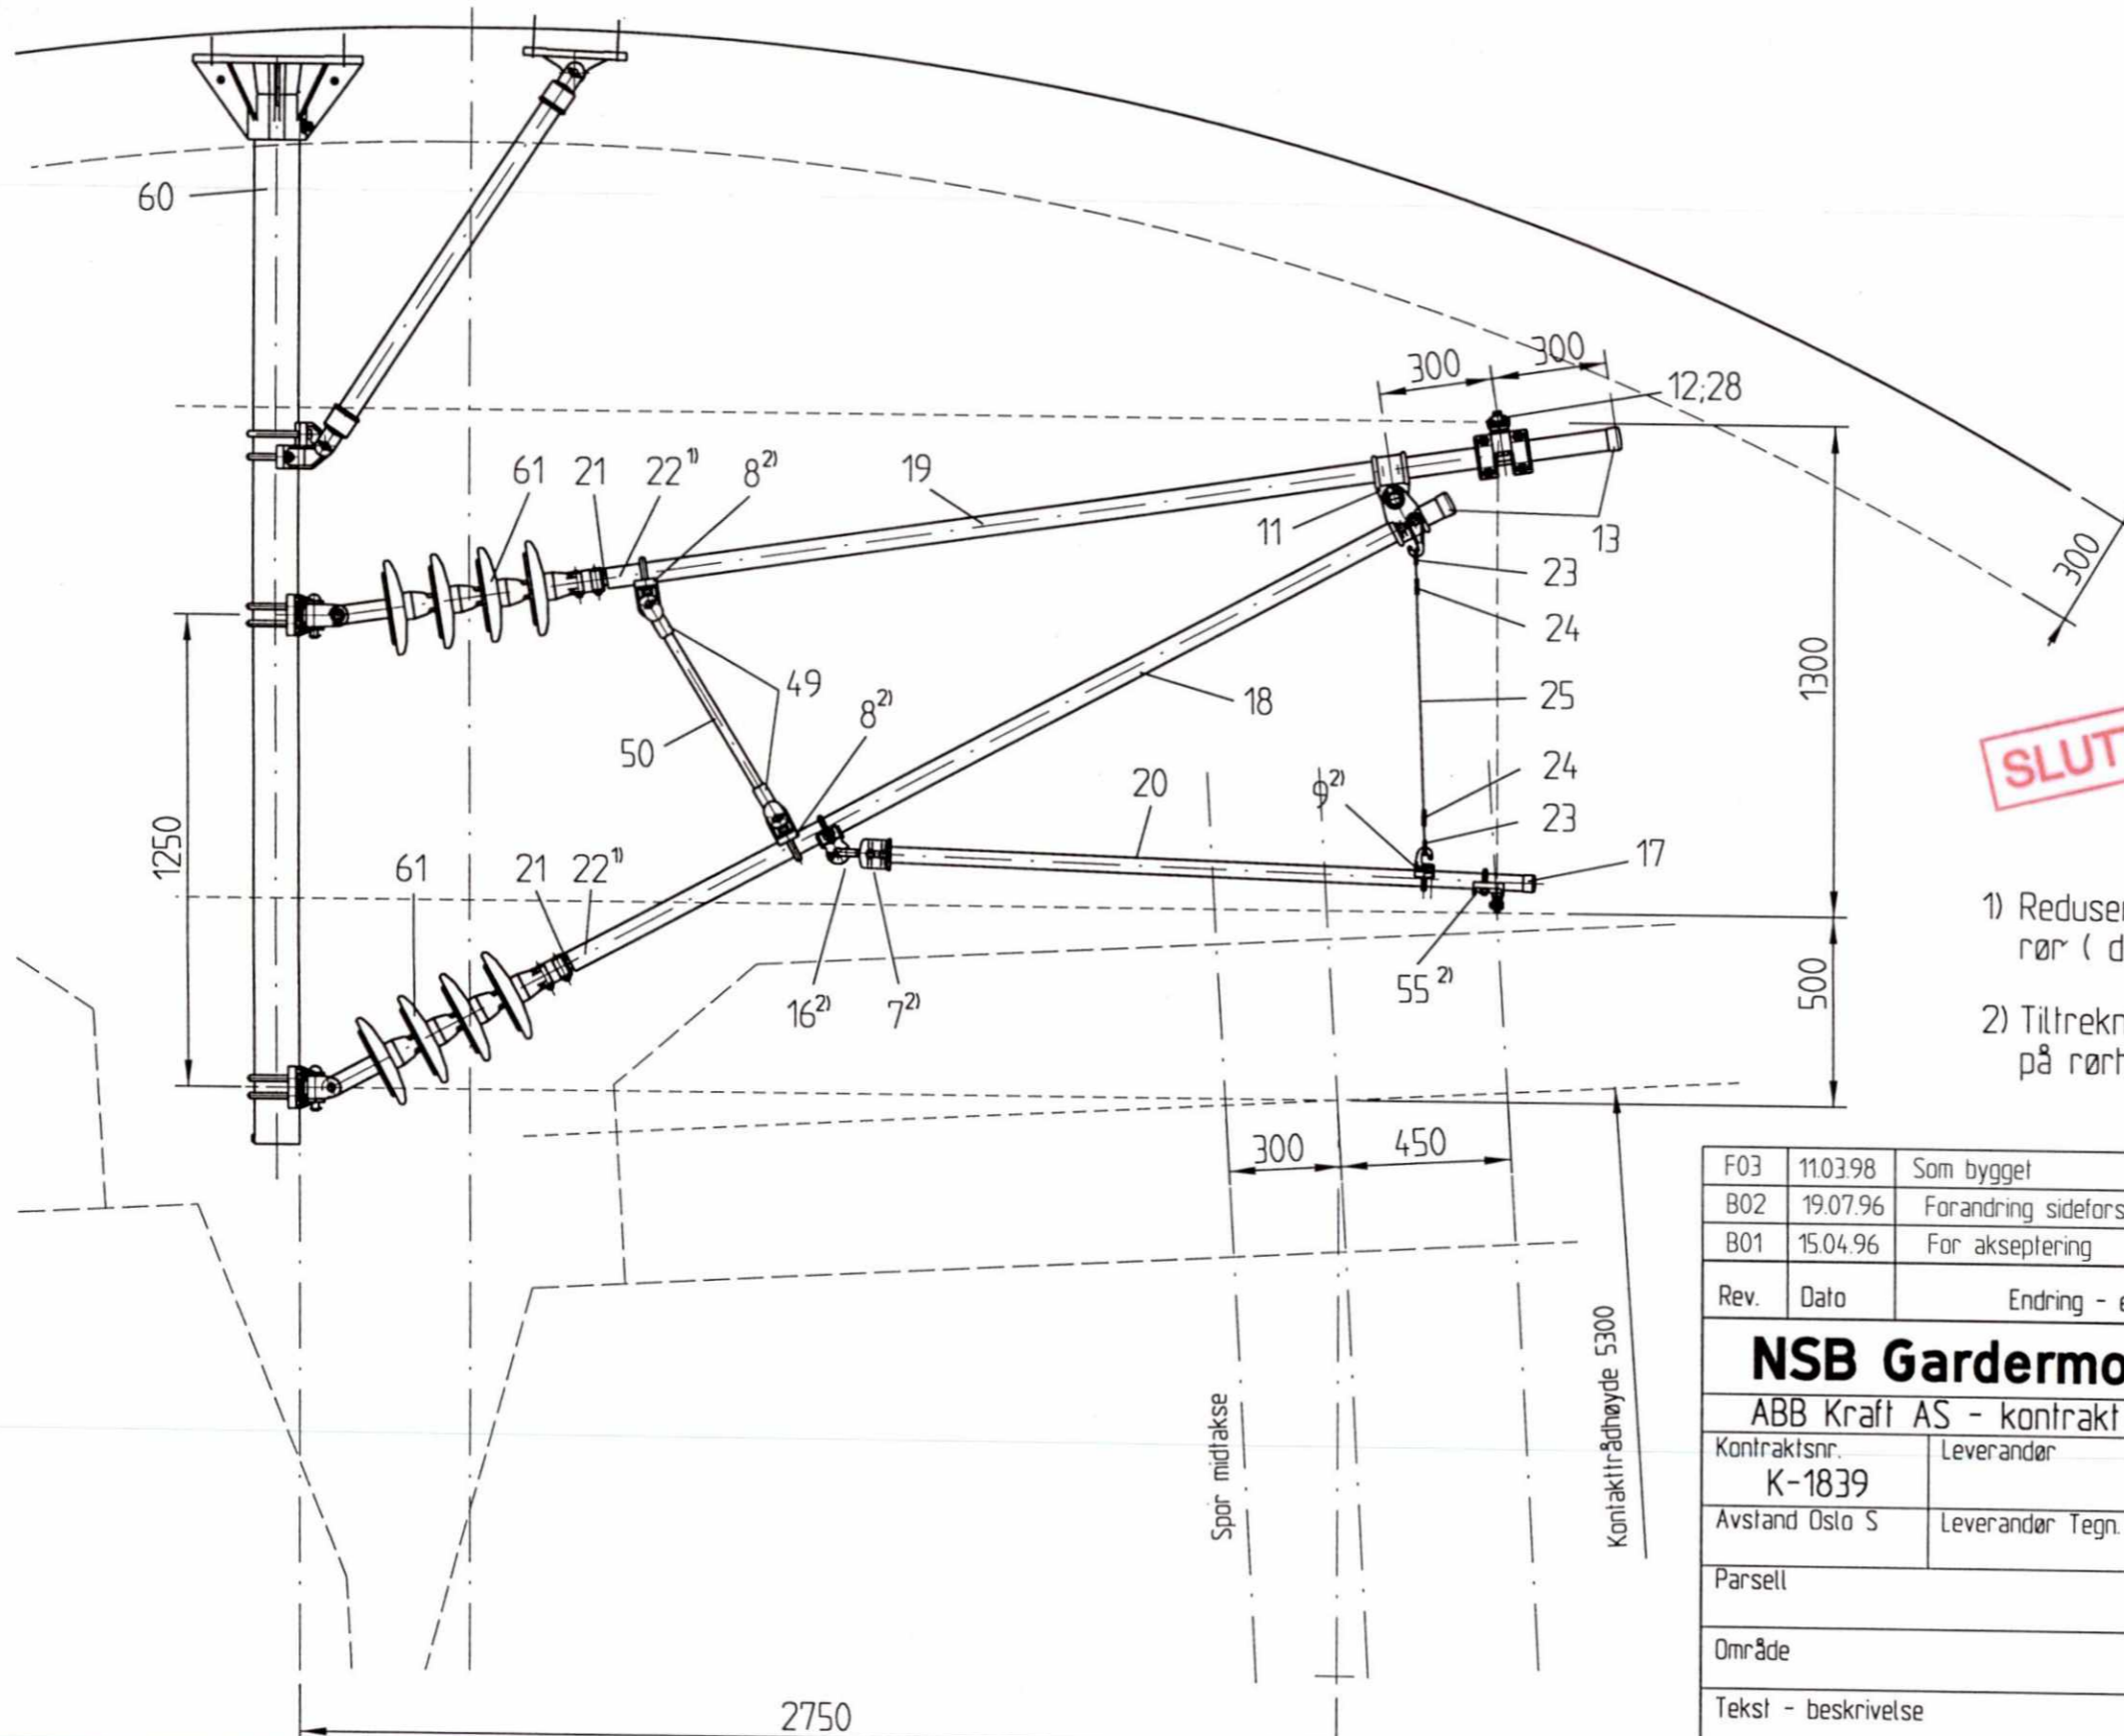 60
300
300
12;28
61
21
22¹⁾
8²⁾
19
11
13
23
24
25
300
1300
49
18
50
8²⁾
20
9²⁾
24
23
17
SLUT
1250
61
21
22¹⁾
16²⁾
7²⁾
55²⁾
500
1) Reduser
rør ( d
2) Tiltrekn
på rørh
300
450
Kontakttrådhøyde 5300
Spor midtakse
2750
F03 11.03.98 Som bygget
B02 19.07.96 Forandring sidefors
B01 15.04.96 For akseptering
Rev. Dato Endring - e
NSB Gardermo
ABB Kraft AS - kontrakt
Kontraktsnr. Leverandør
K-1839
Avstand Oslo S Leverandør Tegn.
Parsell
Område
Tekst - beskrivelse